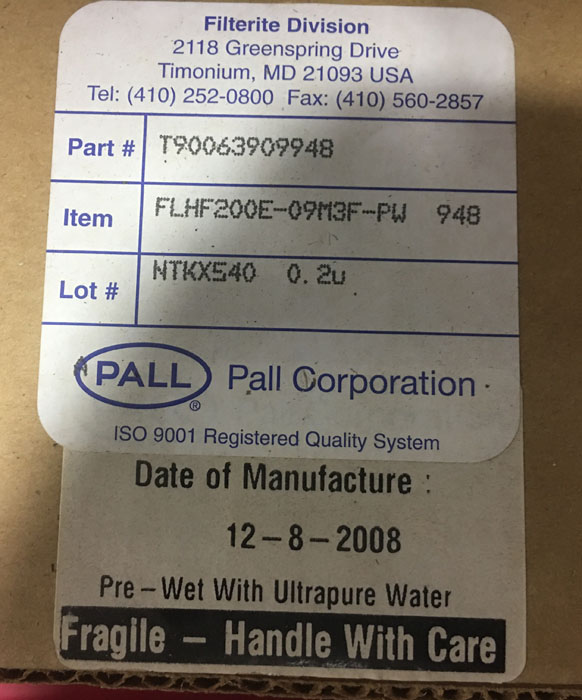 Filterite Division
2118 Greenspring Drive
Timonium, MD 21093 USA
Tel: (410) 252-0800 Fax: (410) 560-2857
Part # T90063909948
Item FLHF200E-09M3F-PW 948
Lot # NTKX540 0.2u
PALL ® Pall Corporation
ISO 9001 Registered Quality System
Date of Manufacture :
12-8-2008
Pre-Wet With Ultrapure Water
Fragile - Handle With Care